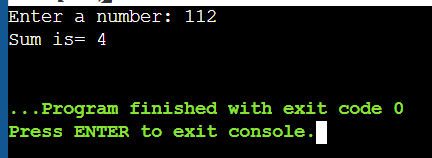 Enter a number: 112
Sum is= 4
...Program finished with exit code 0
Press ENTER to exit console.